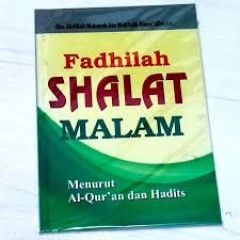 Fadhilah
SHALAT
MALAM
Menurut
Al-Qur'an dan Hadits